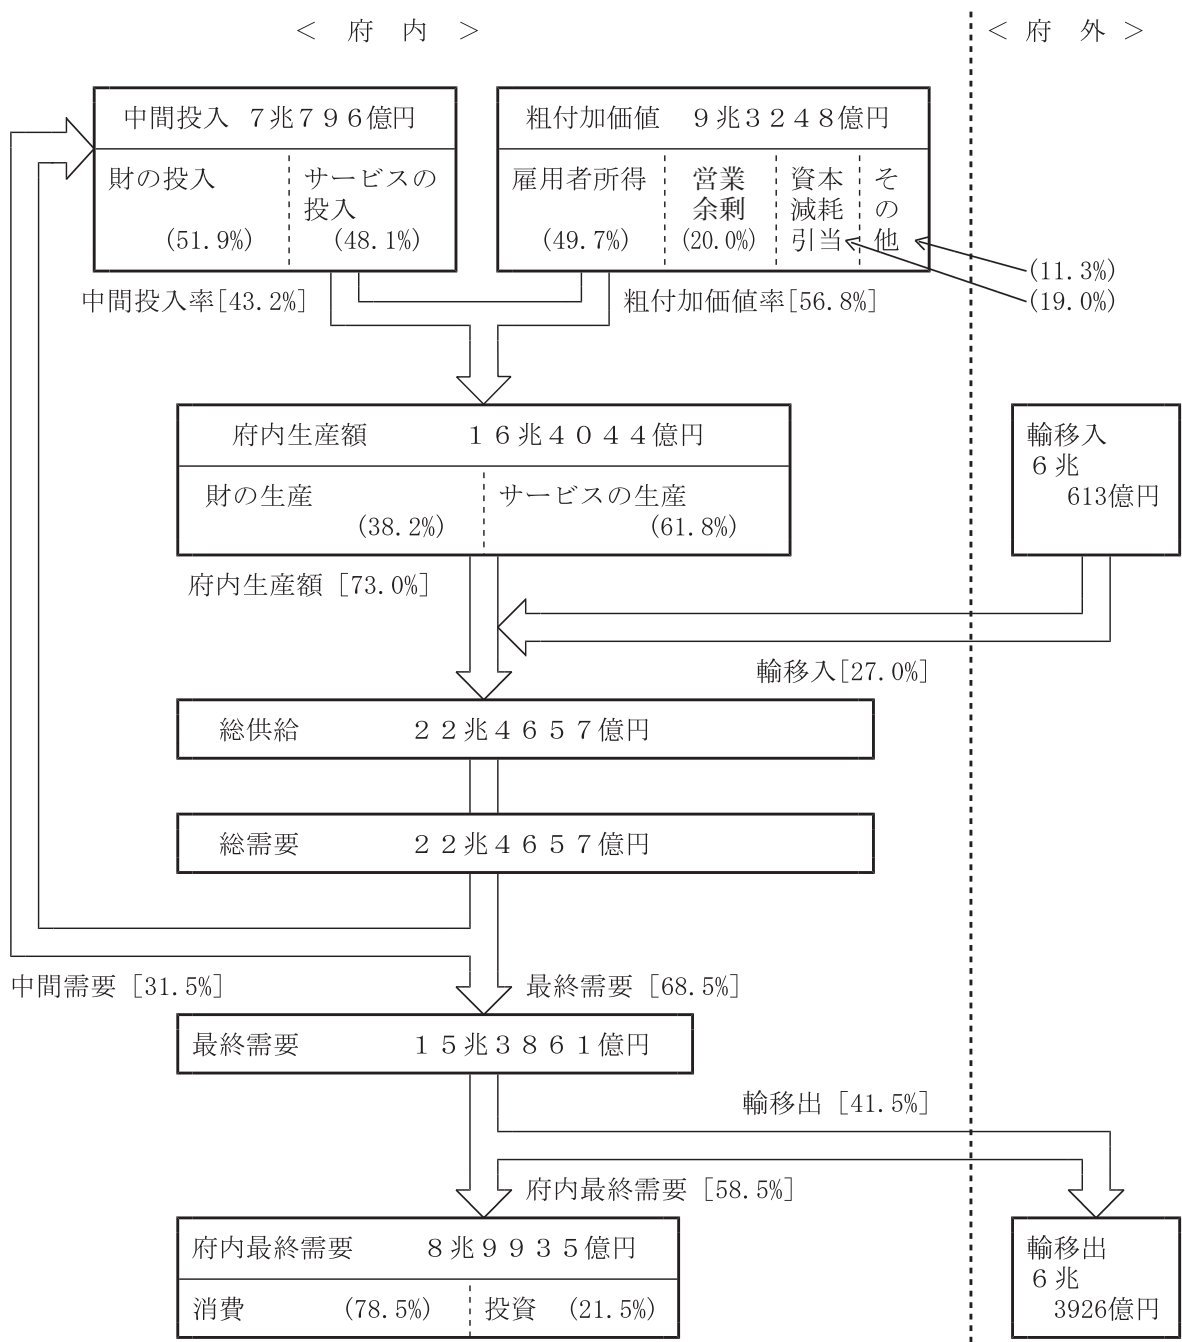 ＜　府　内　＞
＜ 府　外 ＞
中間投入　７兆７９６億円
粗付加価値　９兆３２４８億円
財の投入
(51.9%)
サービスの
投入
(48.1%)
雇用者所得
(49.7%)
営業
余剰
(20.0%)
資本
減耗
引当
そ
の
他
(11.3%)
(19.0%)
中間投入率[43.2%]
粗付加価値率[56.8%]
府内生産額　１６兆４０４４億円
財の生産
(38.2%)
サービスの生産
(61.8%)
輸移入
６兆
613億円
府内生産額 [73.0%]
輸移入[27.0%]
総供給　２２兆４６５７億円
総需要　２２兆４６５７億円
中間需要 [31.5%]
最終需要 [68.5%]
最終需要　１５兆３８６１億円
輸移出 [41.5%]
府内最終需要 [58.5%]
府内最終需要　８兆９９３５億円
消費　(78.5%)
投資　(21.5%)
輸移出
６兆
3926億円